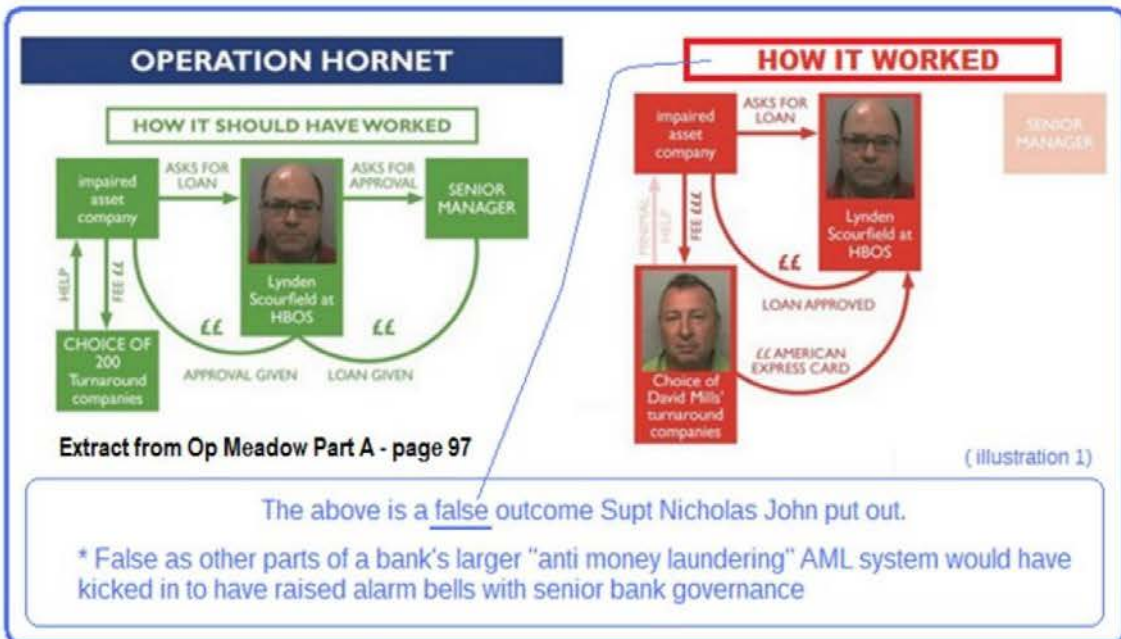 OPERATION HORNET
HOW IT SHOULD HAVE WORKED
impaired
asset
company
ASKS FOR
LOAN
ASKS FOR
APPROVAL
SENIOR
MANAGER
Lynden
Scourfield at
HBOS
HELP
FEE ££
££
££
CHOICE OF
200
Turnaround
companies
APPROVAL GIVEN
LOAN GIVEN
Extract from Op Meadow Part A - page 97
HOW IT WORKED
impaired
asset
company
ASKS FOR
LOAN
SENIOR
MANAGER
Lynden
Scourfield at
HBOS
MINIMAL
HELP
FEE £££
££
LOAN APPROVED
££ AMERICAN
EXPRESS CARD
Choice of
David Mills'
turnaround
companies
( illustration 1)
The above is a false outcome Supt Nicholas John put out.
* False as other parts of a bank's larger "anti money laundering" AML system would have
kicked in to have raised alarm bells with senior bank governance